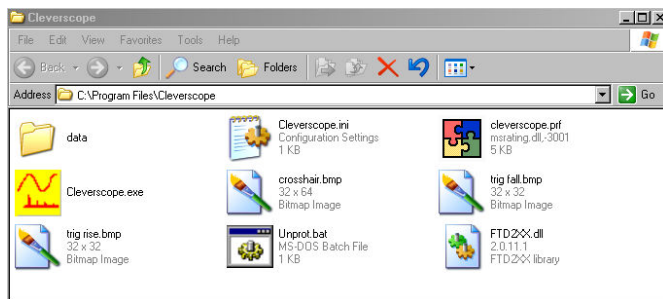 Cleverscope
File Edit View Favorites Tools Help
Back Search Folders
Address C:\Program Files\Cleverscope Go
data
Cleverscope.ini
Configuration Settings
1 KB
cleverscope.prf
msrating.dll,-3001
5 KB
Cleverscope.exe
crosshair.bmp
32 x 64
Bitmap Image
trig fall.bmp
32 x 32
Bitmap Image
trig rise.bmp
32 x 32
Bitmap Image
Unprot.bat
MS-DOS Batch File
1 KB
FTD2XX.dll
2.0.11.1
FTD2XX library